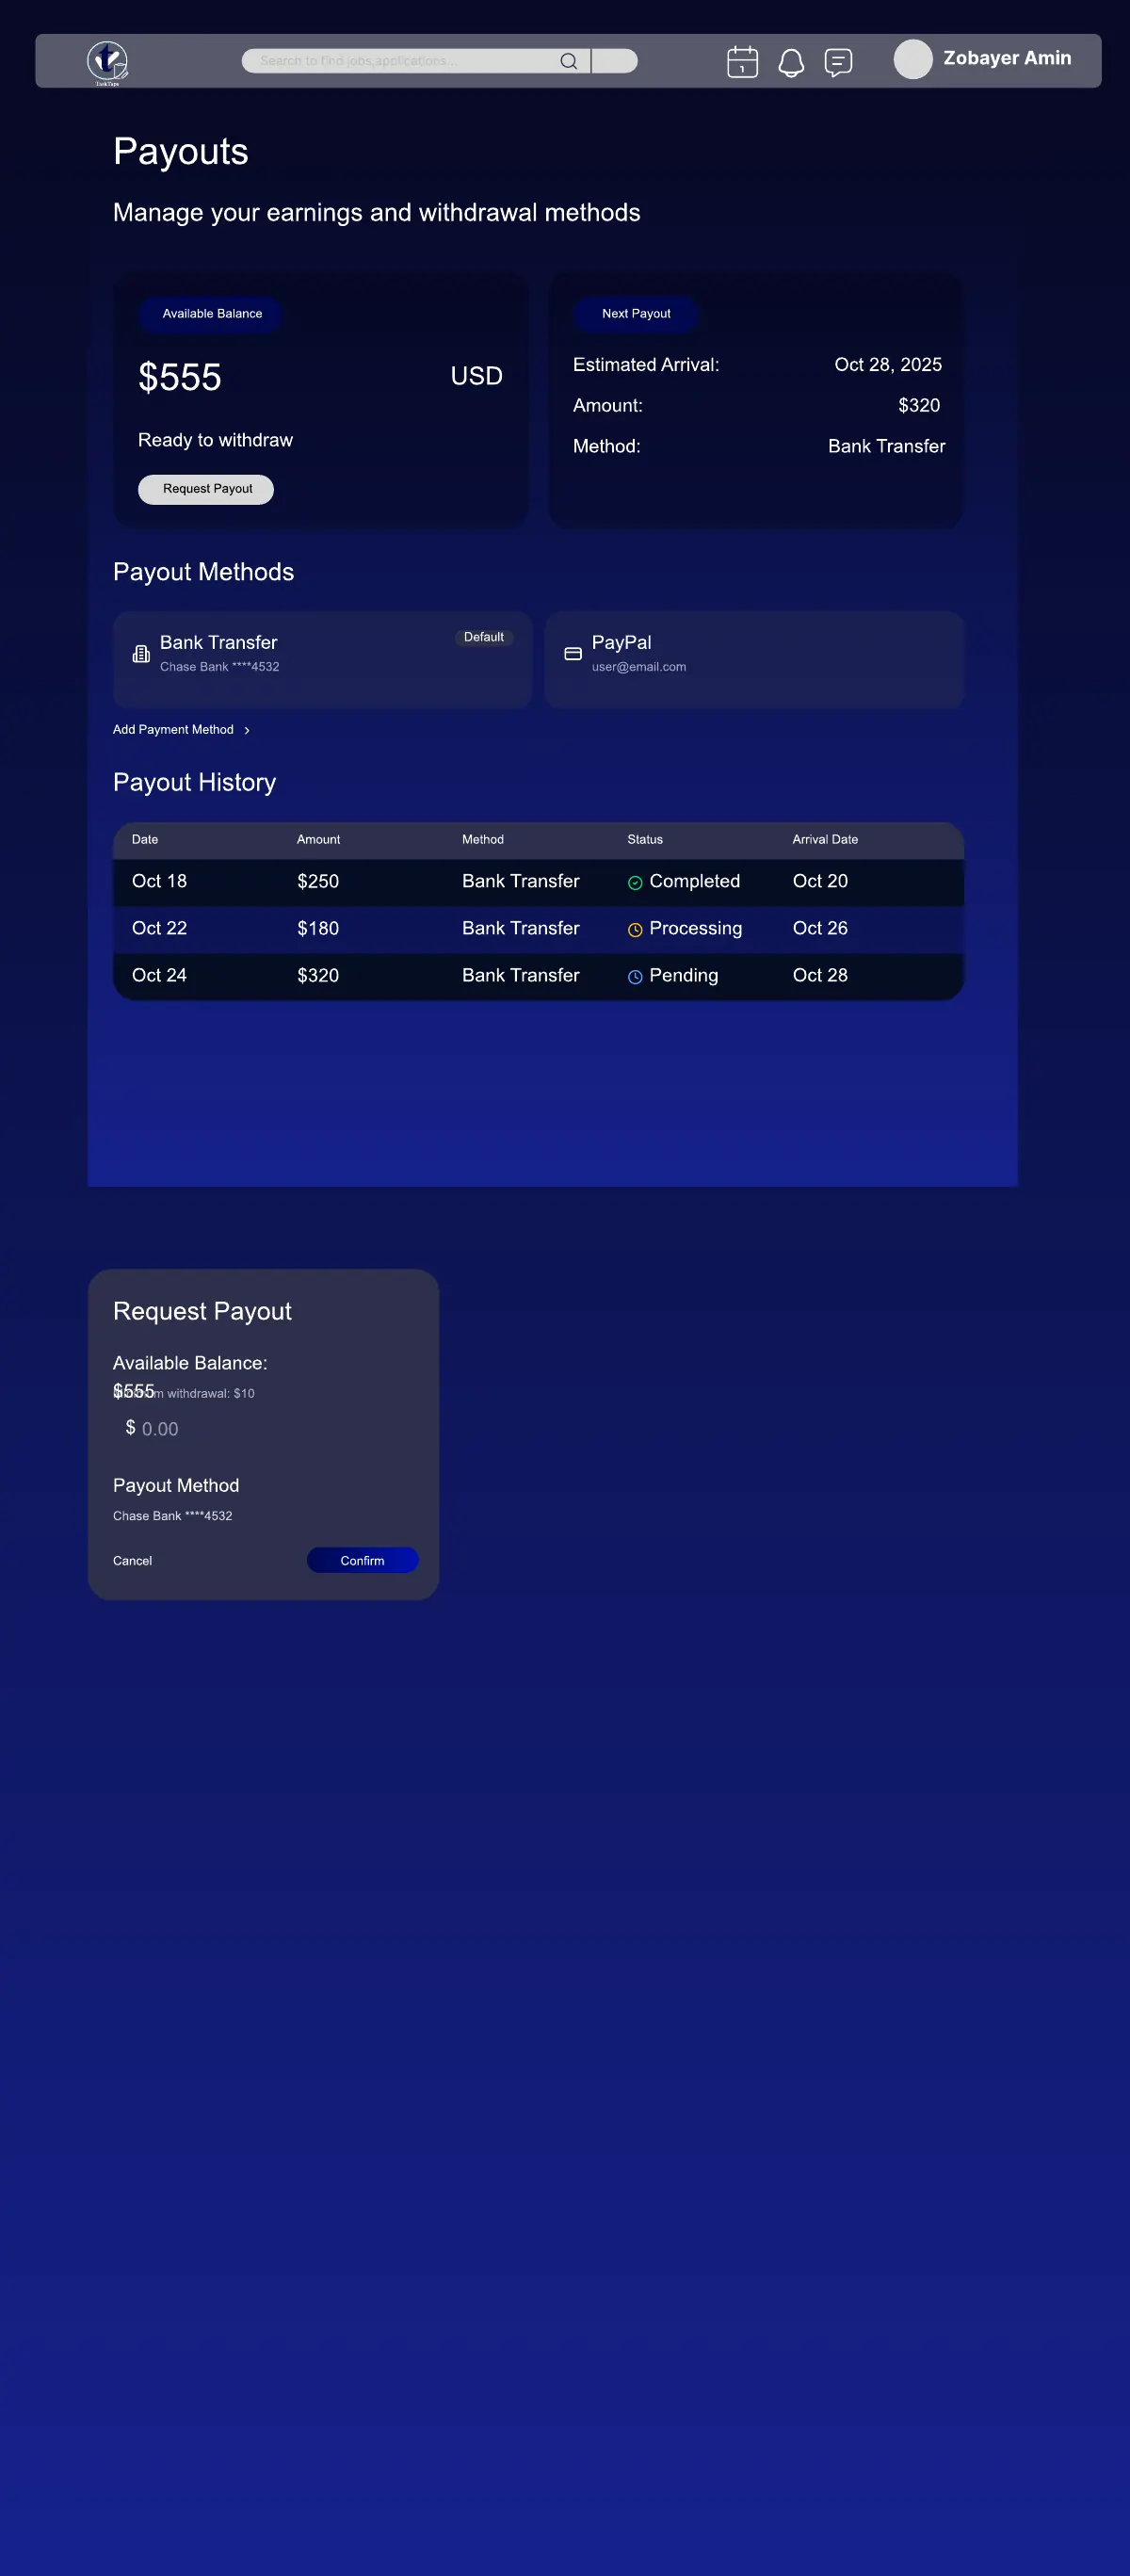 TaskTaps
Search to find jobs,applications...
1
Zobayer Amin
Payouts
Manage your earnings and withdrawal methods
Available Balance
$555 USD
Ready to withdraw
Request Payout
Next Payout
Estimated Arrival: Oct 28, 2025
Amount: $320
Method: Bank Transfer
Payout Methods
Bank Transfer
Default
Chase Bank ****4532
PayPal
user@email.com
Add Payment Method
Payout History
Date Amount Method Status Arrival Date
Oct 18 $250 Bank Transfer Completed Oct 20
Oct 22 $180 Bank Transfer Processing Oct 26
Oct 24 $320 Bank Transfer Pending Oct 28
Request Payout
Available Balance:
$555
withdrawal: $10
$ 0.00
Payout Method
Chase Bank ****4532
Cancel Confirm